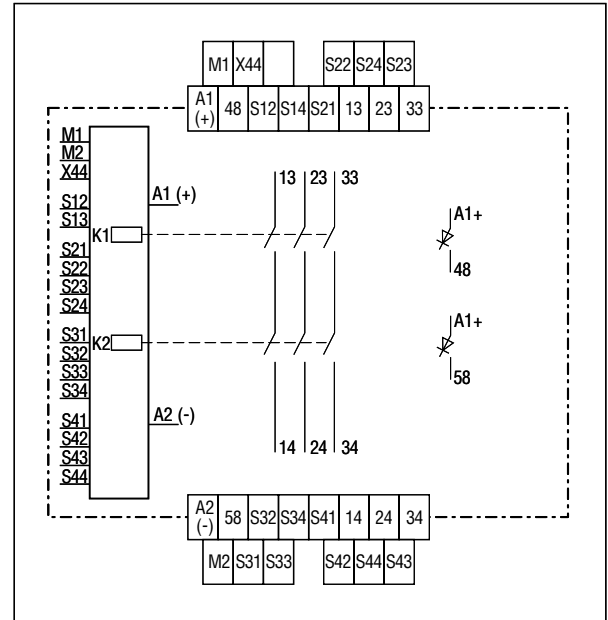 M1 X44 S22 S24 S23
A1 (+) 48 S12 S14 S21 13 23 33
M1
M2
X44
S12
S13
S21
S22
S23
S24
S31
S32
S33
S34
S41
S42
S43
S44
A1 (+)
K1
K2
A2 (-)
13 23 33
14 24 34
A1+
48
A1+
58
A2 (-) 58 S32 S34 S41 14 24 34
M2 S31 S33 S42 S44 S43